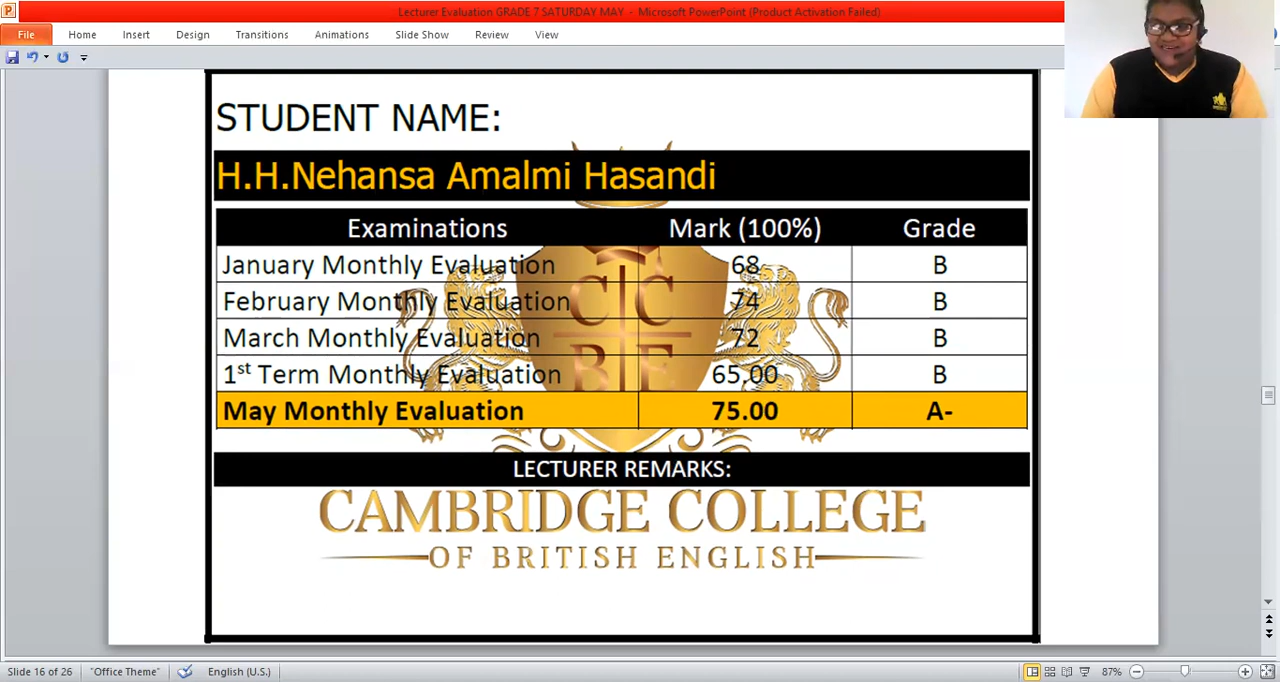 Lecturer Evaluation GRADE 7 SATURDAY MAY - Microsoft PowerPoint (Product Activation Failed)
File Home Insert Design Transitions Animations Slide Show Review View
STUDENT NAME:
H.H.Nehansa Amalmi Hasandi
Examinations Mark (100%) Grade
January Monthly Evaluation 68 B
February Monthly Evaluation 74 B
March Monthly Evaluation 72 B
1st Term Monthly Evaluation 65.00 B
May Monthly Evaluation 75.00 A-
C C
B E
LECTURER REMARKS:
CAMBRIDGE COLLEGE
OF BRITISH ENGLISH
Slide 16 of 26 "Office Theme" English (U.S.) 87%